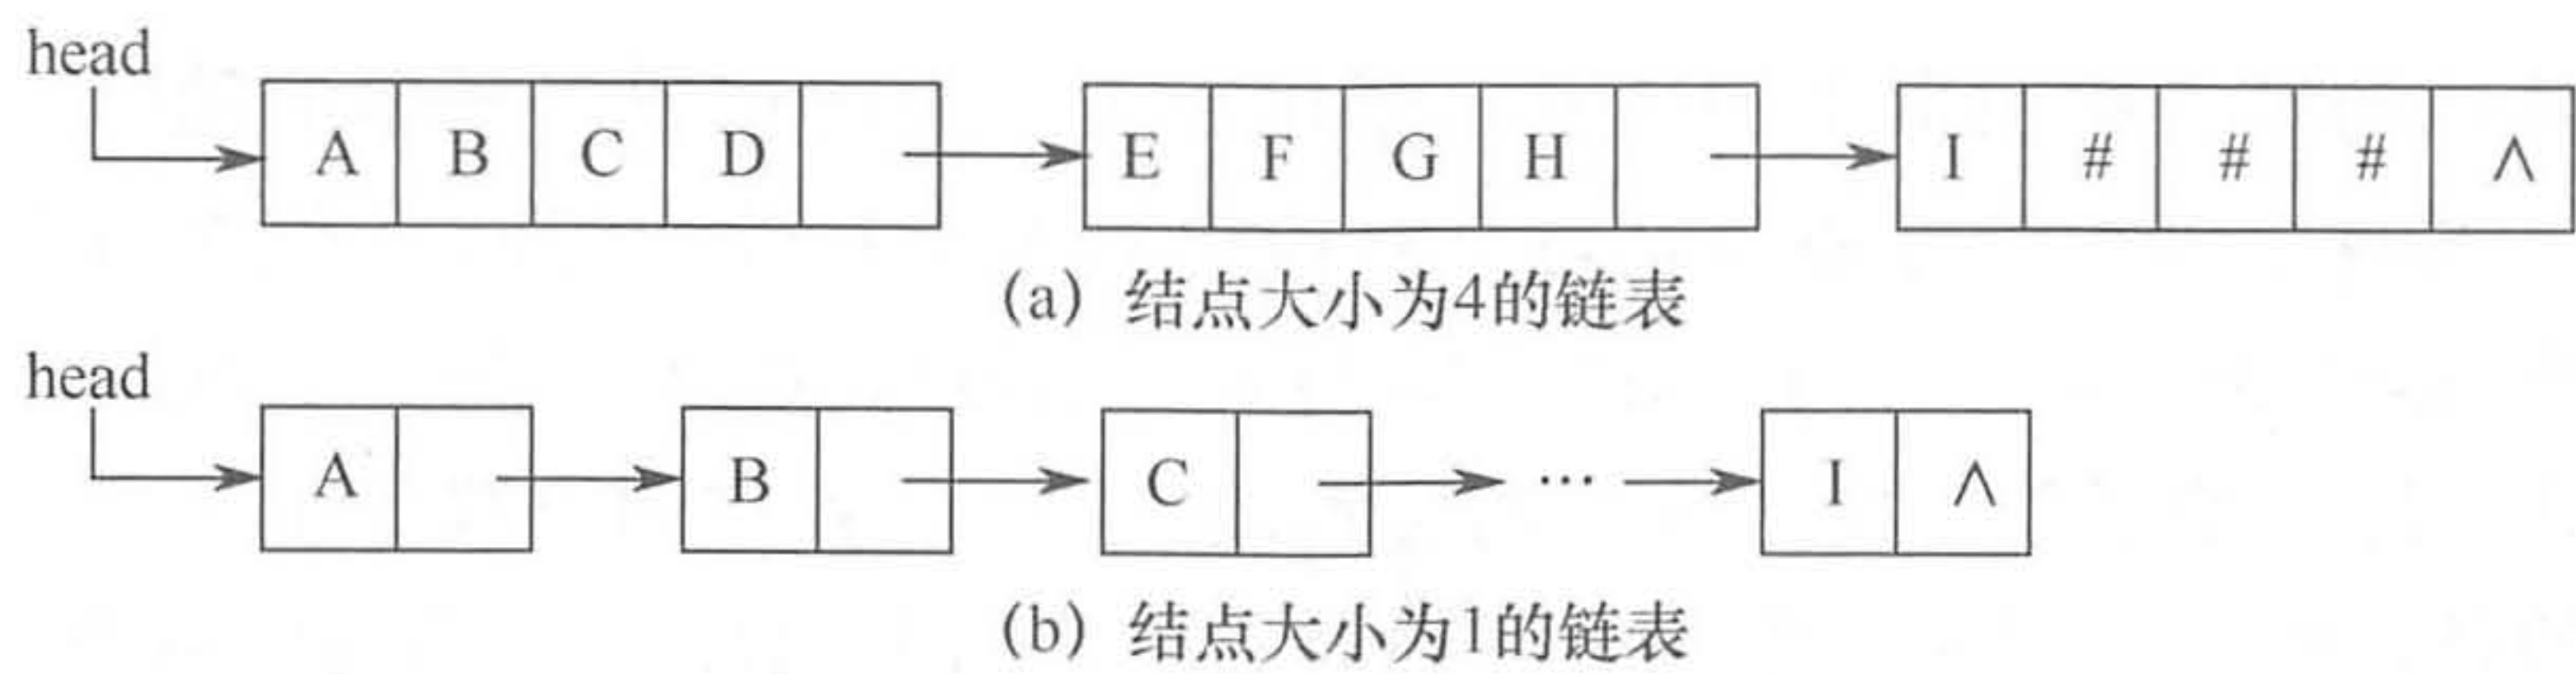 head
A B C D E F G H I # # # ∧
(a) 结点大小为4的链表
head
A B C ··· I ∧
(b) 结点大小为1的链表